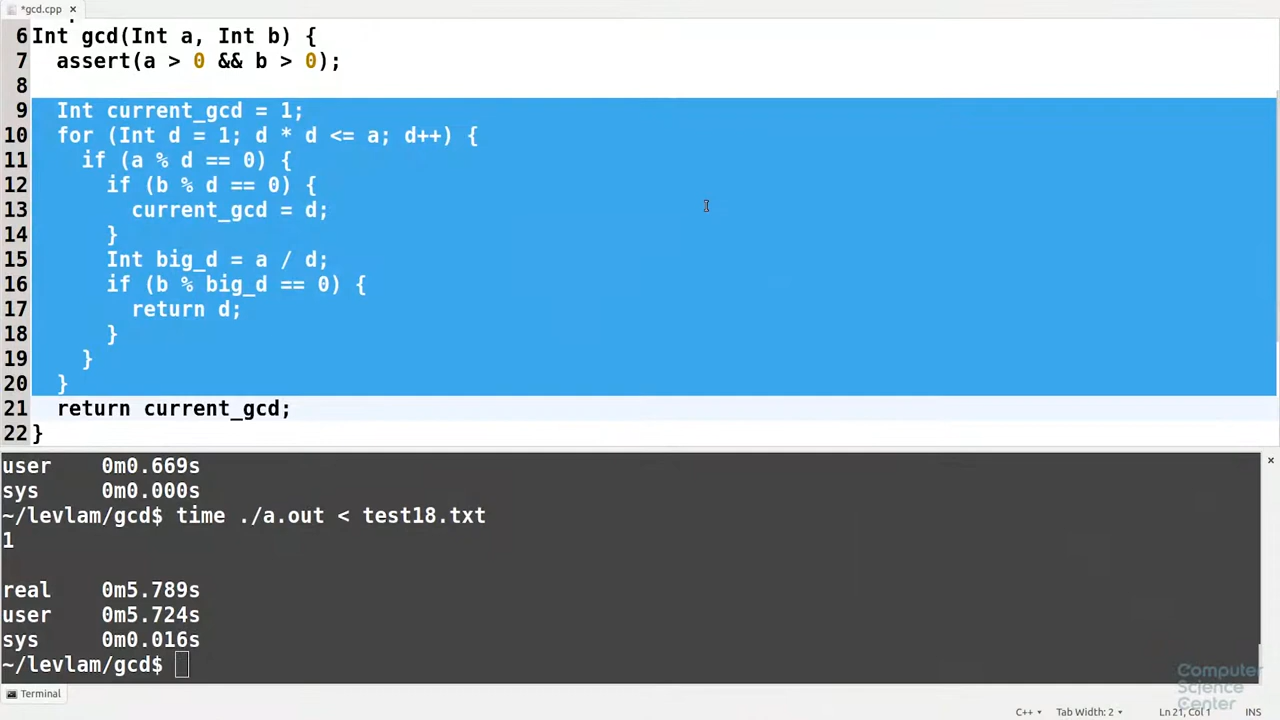 *gcd.cpp ×
6 Int gcd(Int a, Int b) {
7 assert(a > 0 && b > 0);
8
9 Int current_gcd = 1;
10 for (Int d = 1; d * d <= a; d++) {
11 if (a % d == 0) {
12 if (b % d == 0) {
13 current_gcd = d;
14 }
15 Int big_d = a / d;
16 if (b % big_d == 0) {
17 return d;
18 }
19 }
20 }
21 return current_gcd;
22 }
user 0m0.669s
sys 0m0.000s
~/levlam/gcd$ time ./a.out < test18.txt
1
real 0m5.789s
user 0m5.724s
sys 0m0.016s
~/levlam/gcd$
Terminal
Computer
Science
Center
C++ Tab Width: 2 Ln 21, Col 1 INS